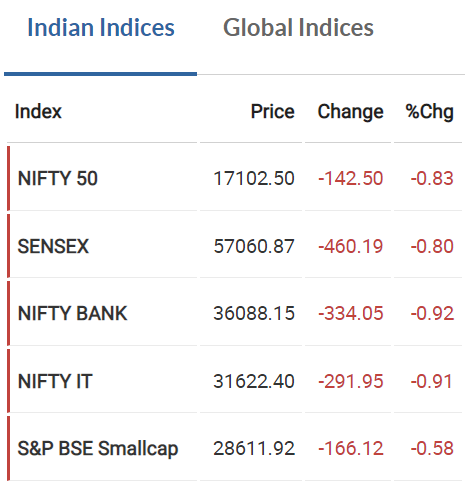 Indian Indices Global Indices
Index Price Change %Chg
NIFTY 50 17102.50 -142.50 -0.83
SENSEX 57060.87 -460.19 -0.80
NIFTY BANK 36088.15 -334.05 -0.92
NIFTY IT 31622.40 -291.95 -0.91
S&P BSE Smallcap 28611.92 -166.12 -0.58